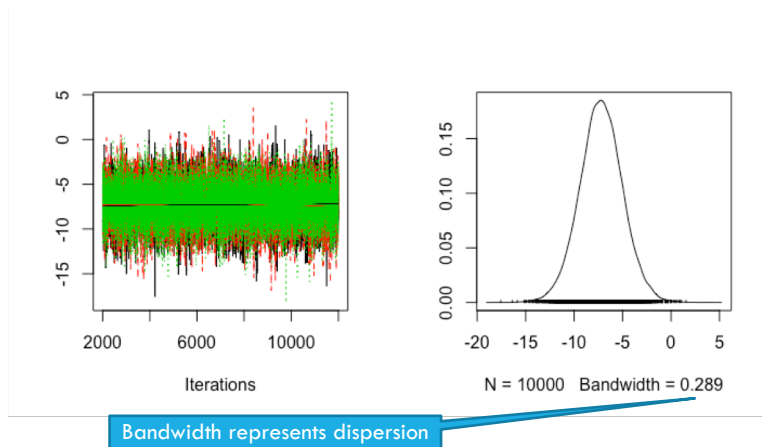 5
0
-5
-10
-15
2000 6000 10000
Iterations
0.15
0.10
0.05
0.00
-20 -15 -10 -5 0 5
N = 10000 Bandwidth = 0.289
Bandwidth represents dispersion